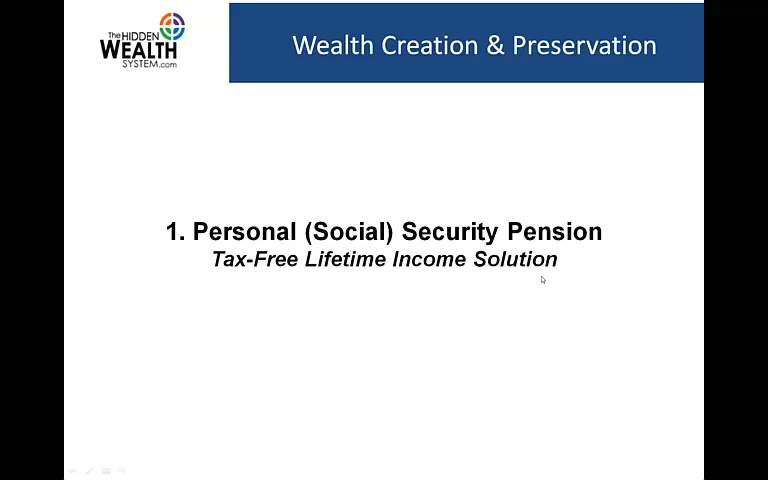 The HIDDEN
WEALTH
SYSTEM.com
Wealth Creation & Preservation
1. Personal (Social) Security Pension
Tax-Free Lifetime Income Solution